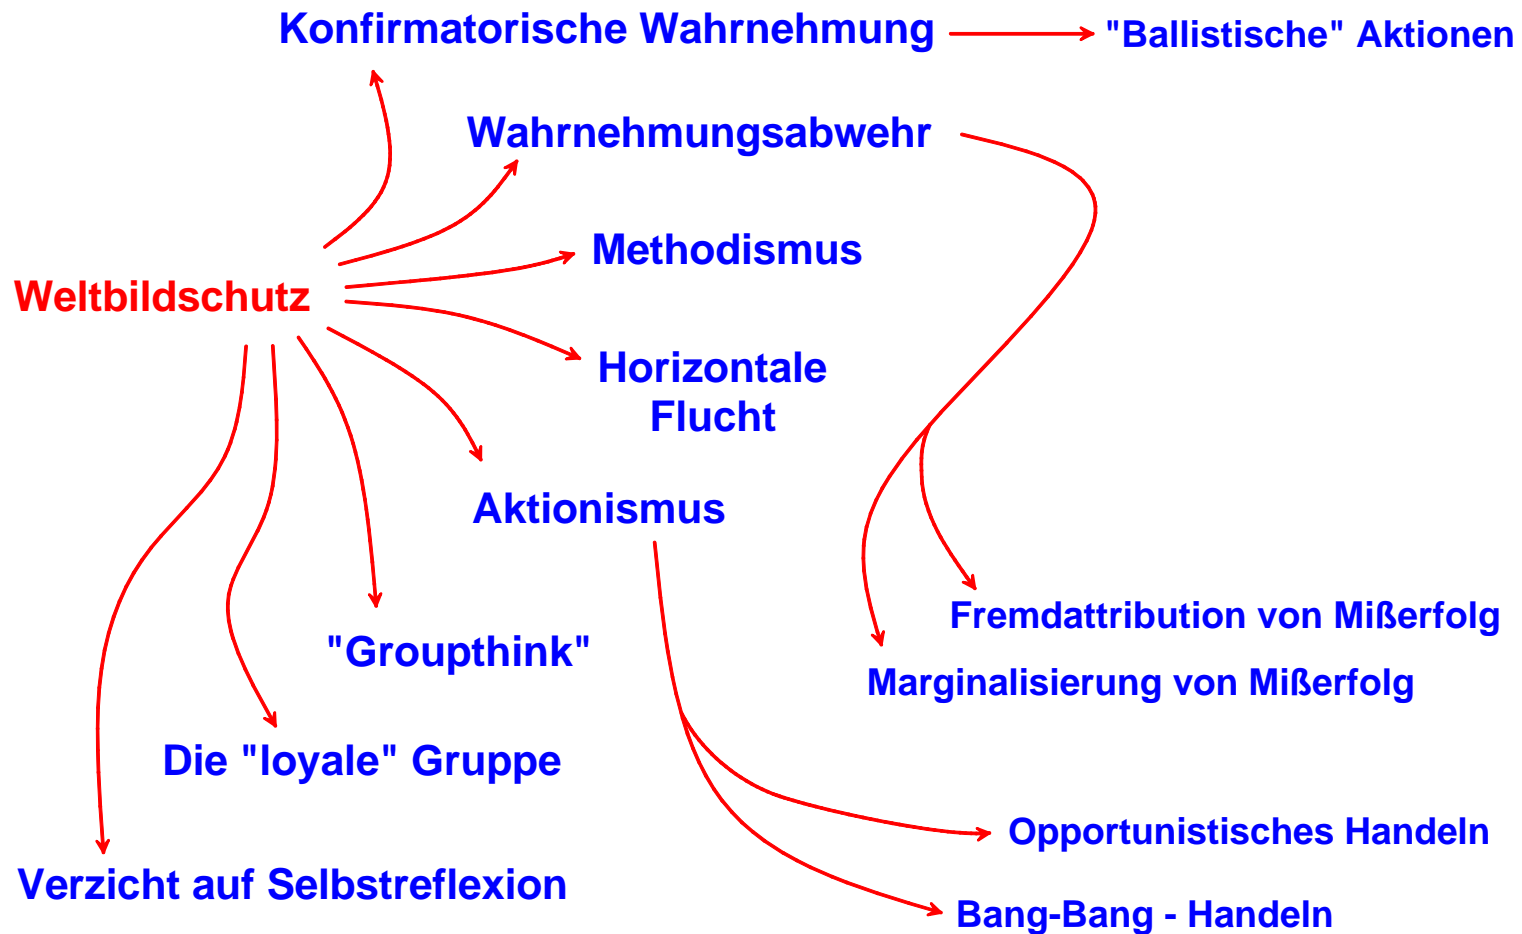 Konfirmatorische Wahrnehmung
"Ballistische" Aktionen
Wahrnehmungsabwehr
Methodismus
Weltbildschutz
Horizontale
Flucht
Aktionismus
Fremdattribution von Mißerfolg
"Groupthink"
Marginalisierung von Mißerfolg
Die "loyale" Gruppe
Opportunistisches Handeln
Verzicht auf Selbstreflexion
Bang-Bang - Handeln